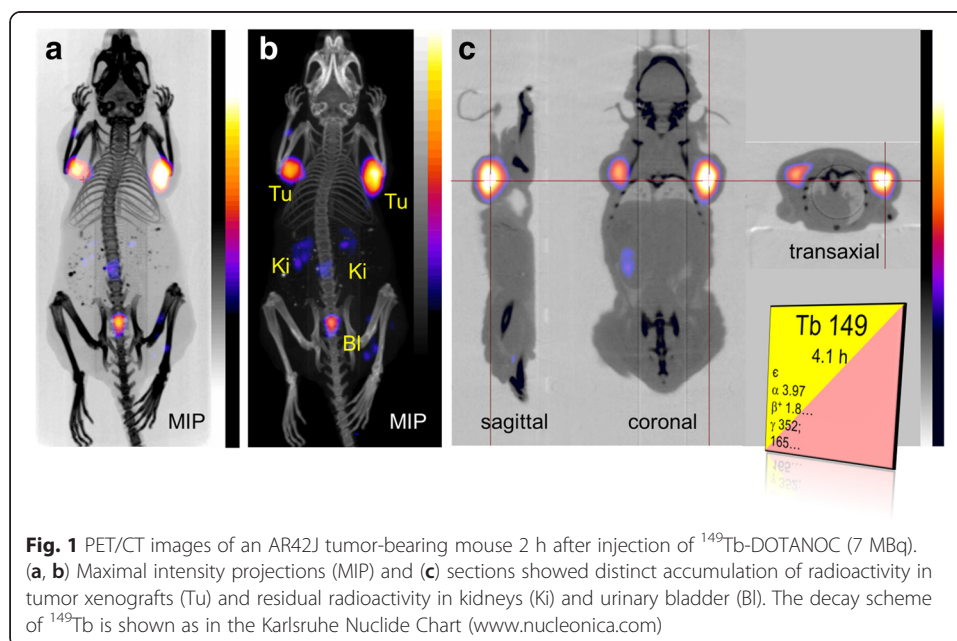 a
b
c
Tu
Tu
Ki
Ki
Bl
MIP
MIP
sagittal
coronal
transaxial
Tb 149
4.1 h
ε
α 3.97
β+ 1.8...
γ 352;
165...
Fig. 1 PET/CT images of an AR42J tumor-bearing mouse 2 h after injection of 149Tb-DOTANOC (7 MBq).
(a, b) Maximal intensity projections (MIP) and (c) sections showed distinct accumulation of radioactivity in
tumor xenografts (Tu) and residual radioactivity in kidneys (Ki) and urinary bladder (Bl). The decay scheme
of 149Tb is shown as in the Karlsruhe Nuclide Chart (www.nucleonica.com)